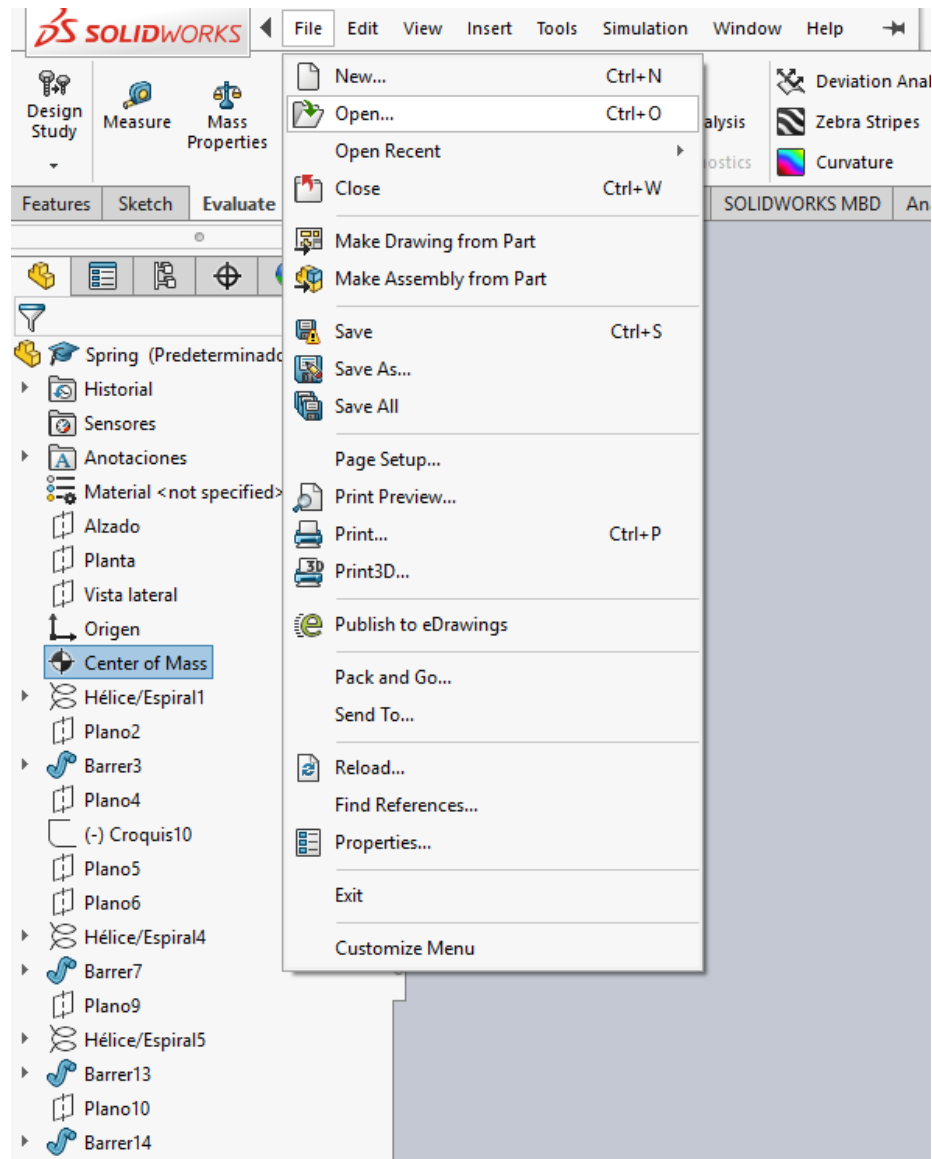 SOLIDWORKS
File Edit View Insert Tools Simulation Window Help
Design Study
Measure
Mass Properties
alysis
ostics
Deviation Anal
Zebra Stripes
Curvature
Features Sketch Evaluate SOLIDWORKS MBD An
New... Ctrl+N
Open... Ctrl+O
Open Recent
Close Ctrl+W
Make Drawing from Part
Make Assembly from Part
Save Ctrl+S
Save As...
Save All
Page Setup...
Print Preview...
Print... Ctrl+P
Print3D...
Publish to eDrawings
Pack and Go...
Send To...
Reload...
Find References...
Properties...
Exit
Customize Menu
Spring (Predeterminado
Historial
Sensores
Anotaciones
Material <not specified>
Alzado
Planta
Vista lateral
Origen
Center of Mass
Hélice/Espiral1
Plano2
Barrer3
Plano4
(-) Croquis10
Plano5
Plano6
Hélice/Espiral4
Barrer7
Plano9
Hélice/Espiral5
Barrer13
Plano10
Barrer14